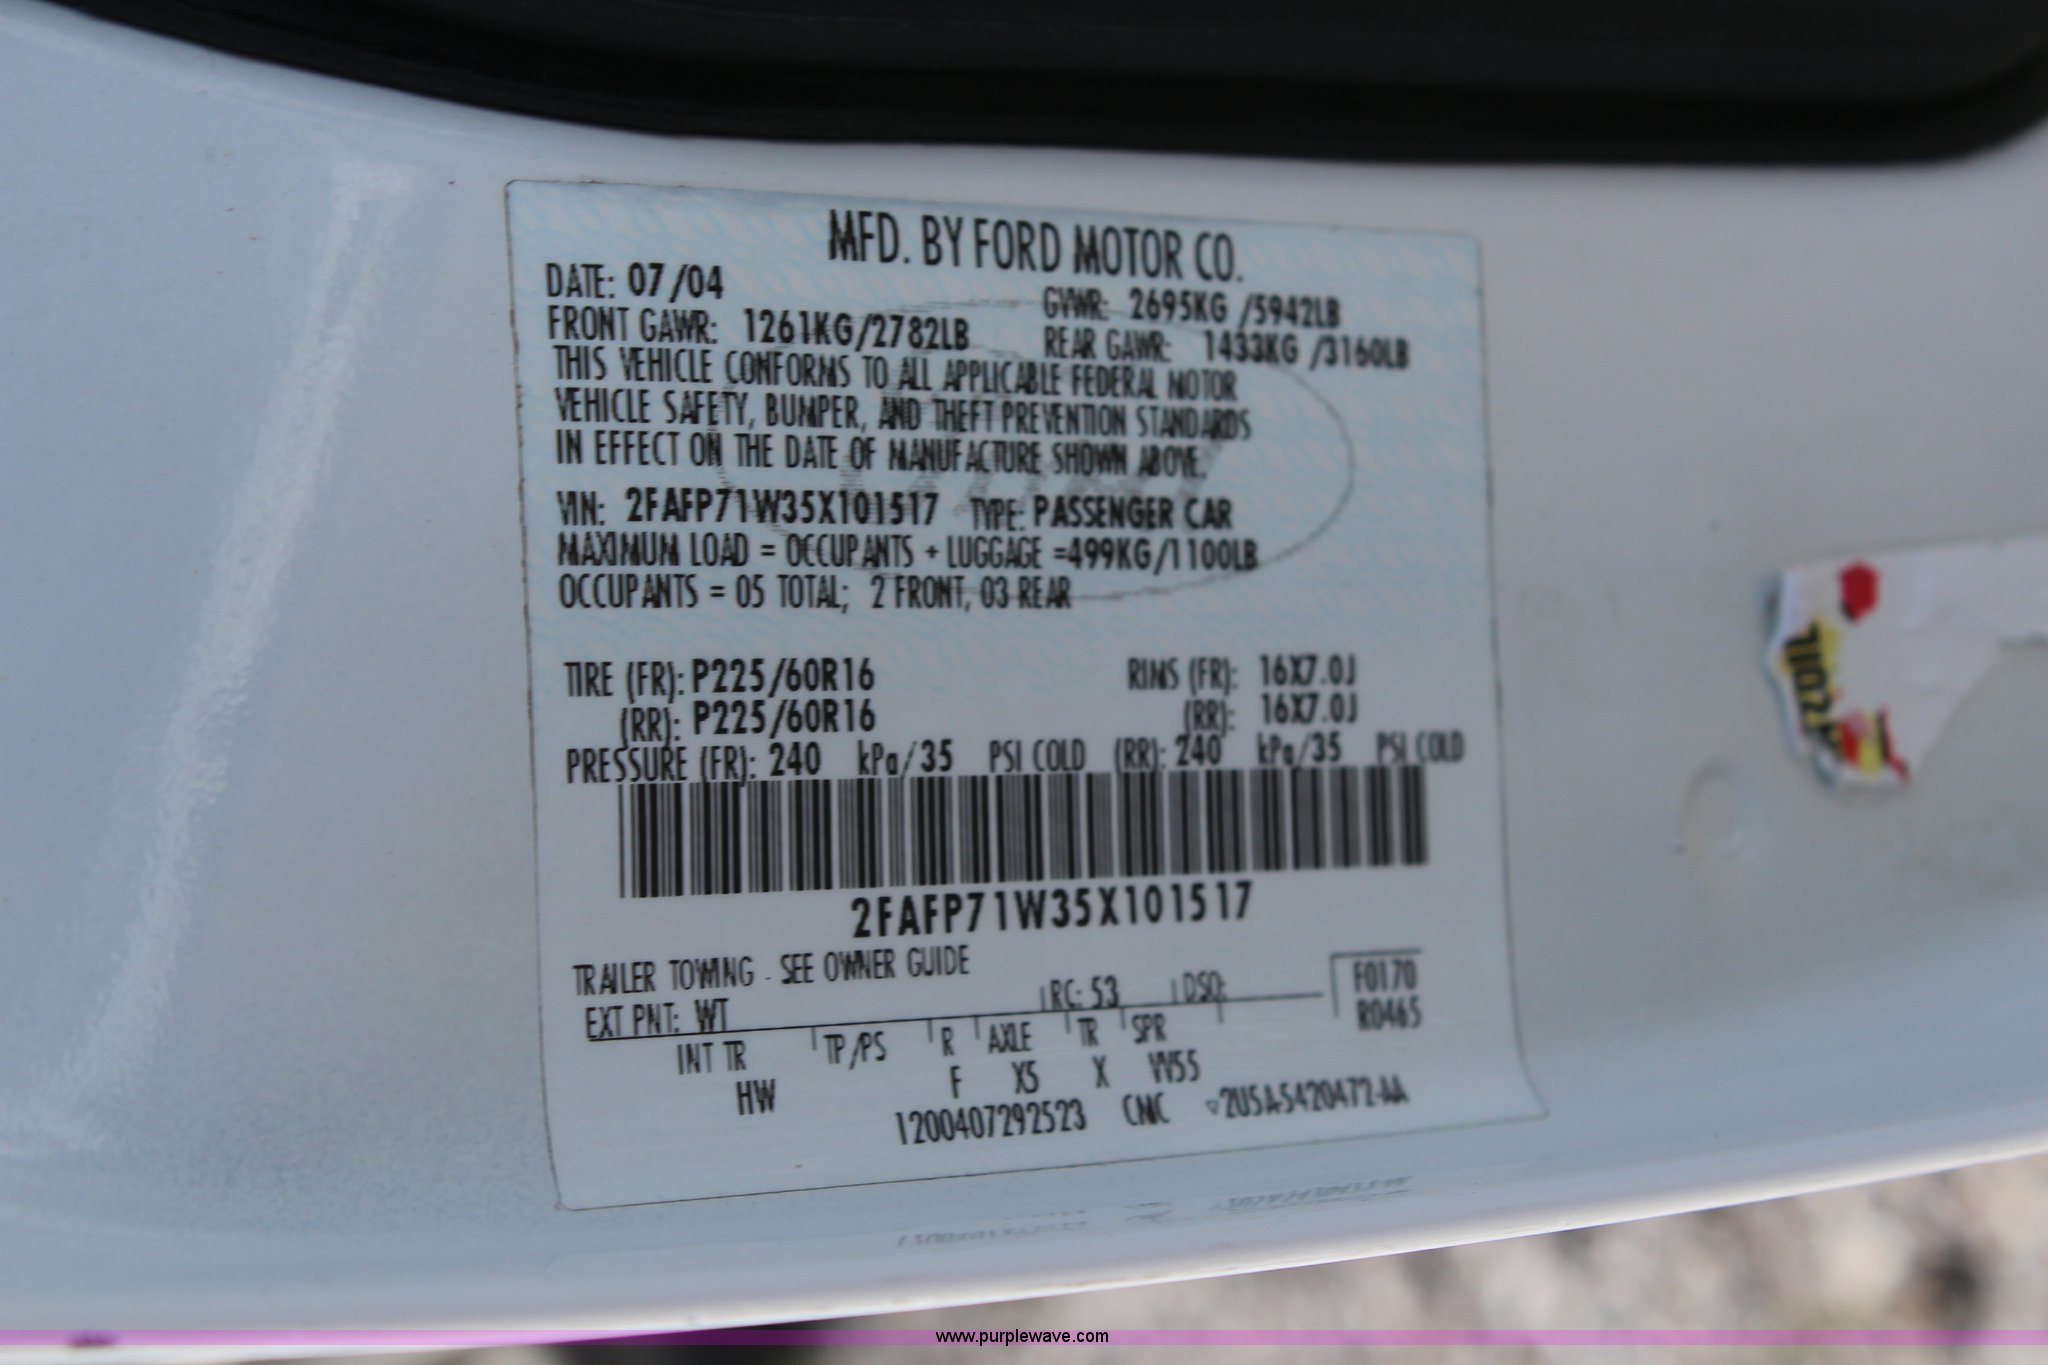 MFD. BY FORD MOTOR CO.
DATE: 07/04
GVWR: 2695KG /5942LB
FRONT GAWR: 1261KG/2782LB
REAR GAWR: 1433KG /3160LB
THIS VEHICLE CONFORMS TO ALL APPLICABLE FEDERAL MOTOR
VEHICLE SAFETY, BUMPER, AND THEFT PREVENTION STANDARDS
IN EFFECT ON THE DATE OF MANUFACTURE SHOWN ABOVE.
VIN: 2FAFP71W35X101517 TYPE: PASSENGER CAR
MAXIMUM LOAD = OCCUPANTS + LUGGAGE =499KG/1100LB
OCCUPANTS = 05 TOTAL; 2 FRONT, 03 REAR
TIRE (FR): P225/60R16 RIMS (FR): 16X7.0J
(RR): P225/60R16 (RR): 16X7.0J
PRESSURE (FR): 240 kPa/35 PSI COLD (RR): 240 kPa/35 PSI COLD
2FAFP71W35X101517
TRAILER TOWING - SEE OWNER GUIDE
EXT PNT: WT RC: 53 DSO: F0170
R0465
INT TR TP/PS R AXLE TR SPR
HW F X5 X VV55
1200407292523 CMC 2U5A-5420472-AA
www.purplewave.com